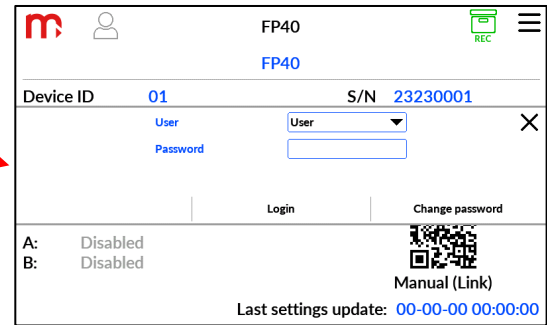 m FP40 REC
FP40
Device ID 01 S/N 23230001
User User
Password
Login Change password
A: Disabled
B: Disabled
Manual (Link)
Last settings update: 00-00-00 00:00:00